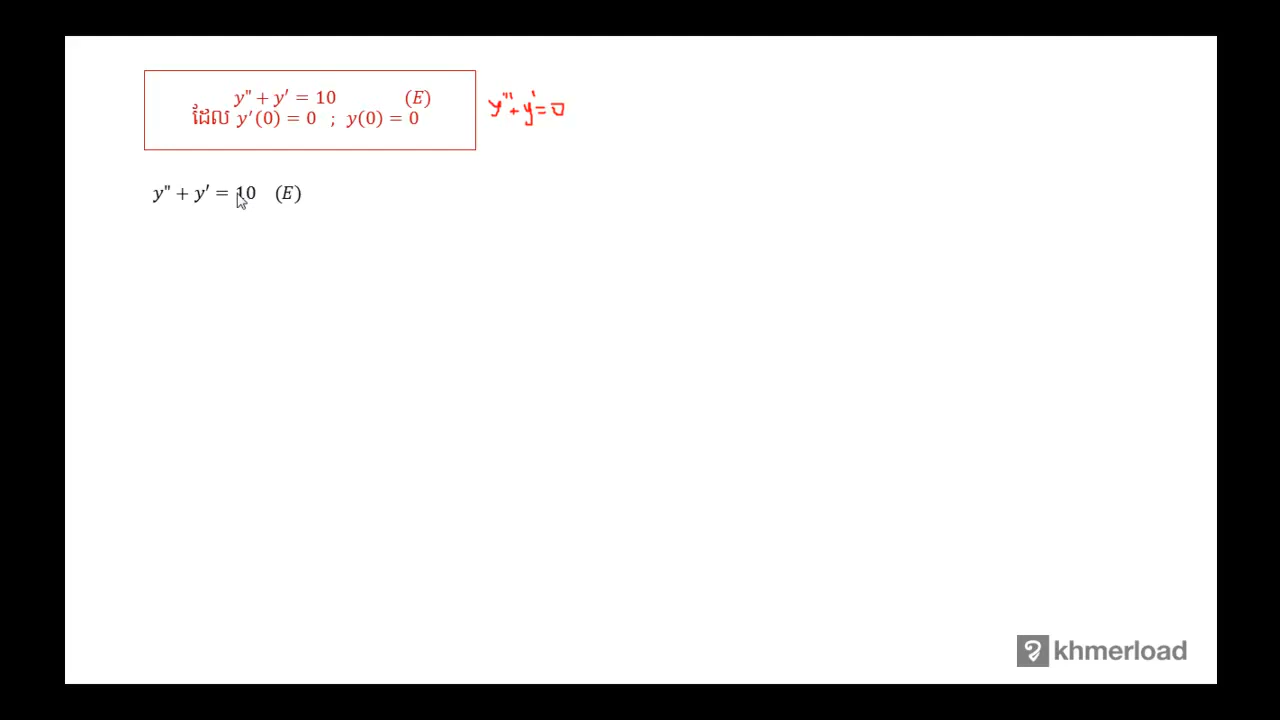 y" + y′ = 10 (E)
ដែល y′(0) = 0 ; y(0) = 0
y"' + y' = 0
y" + y′ = 10 (E)
khmerload